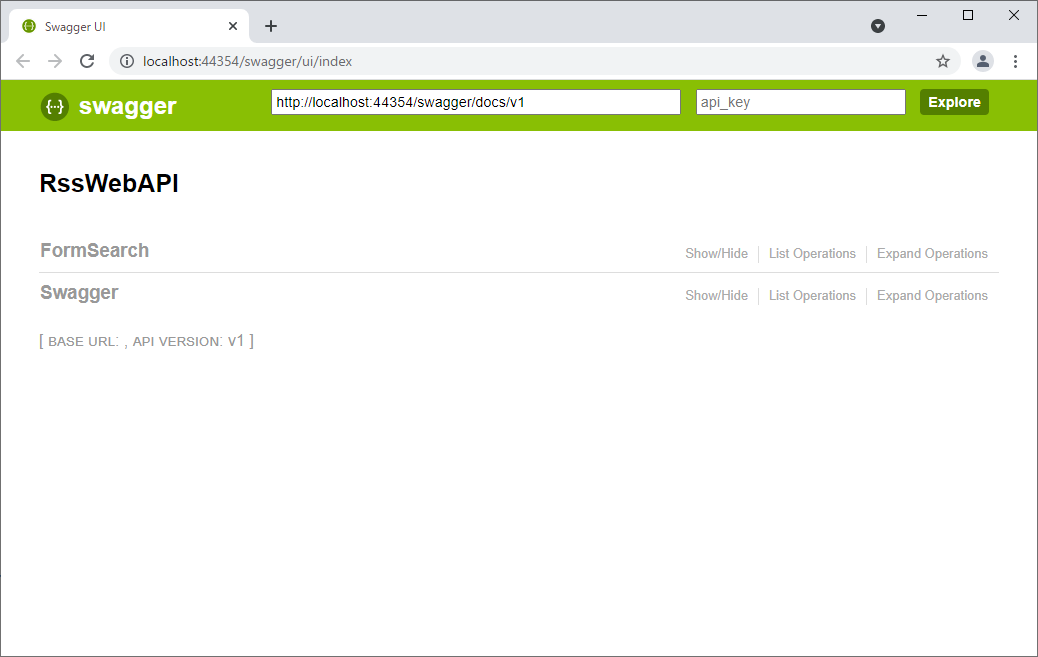 Swagger UI
localhost:44354/swagger/ui/index
{··} swagger http://localhost:44354/swagger/docs/v1 api_key Explore
RssWebAPI
FormSearch Show/Hide List Operations Expand Operations
Swagger Show/Hide List Operations Expand Operations
[ BASE URL: , API VERSION: v1 ]